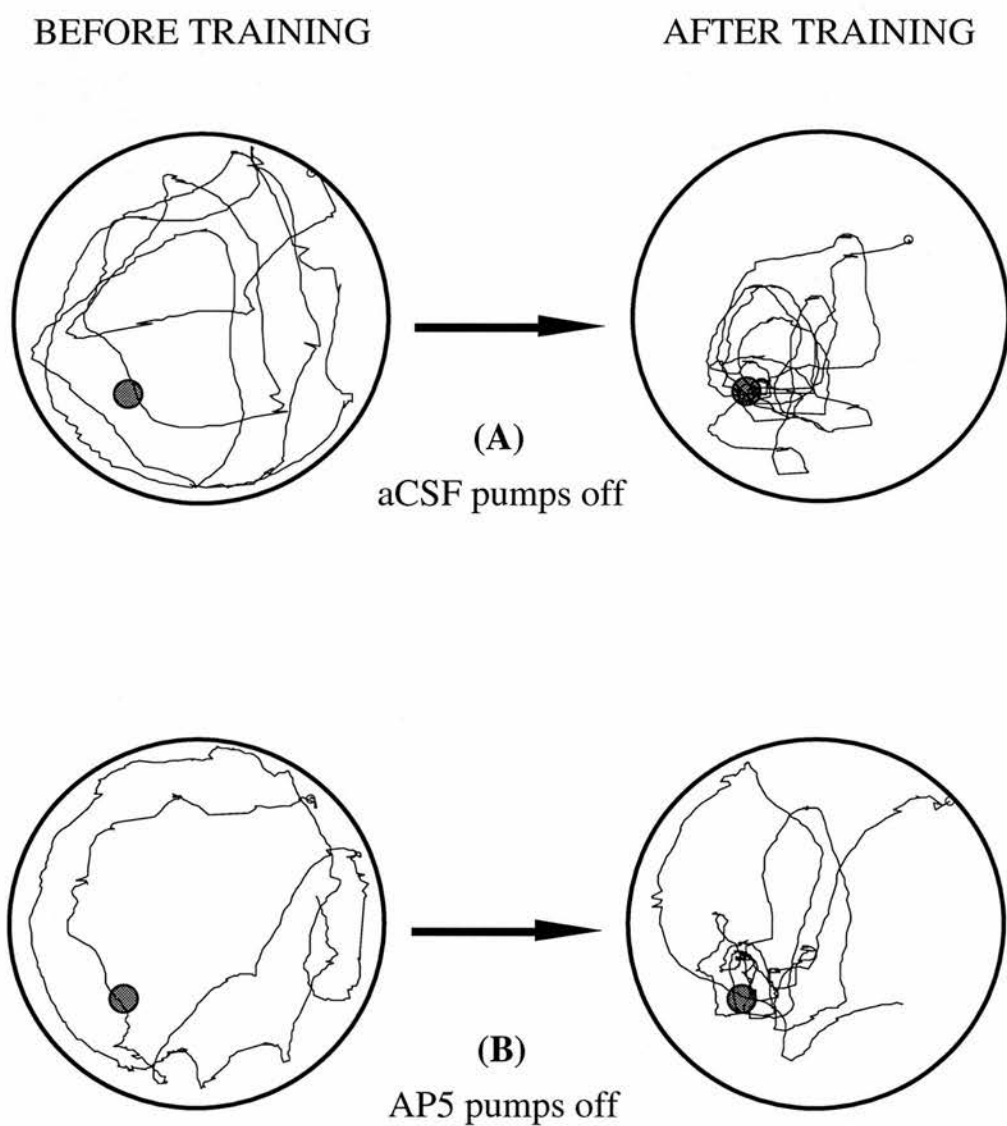 BEFORE TRAINING
AFTER TRAINING
(A)
aCSF pumps off
(B)
AP5 pumps off